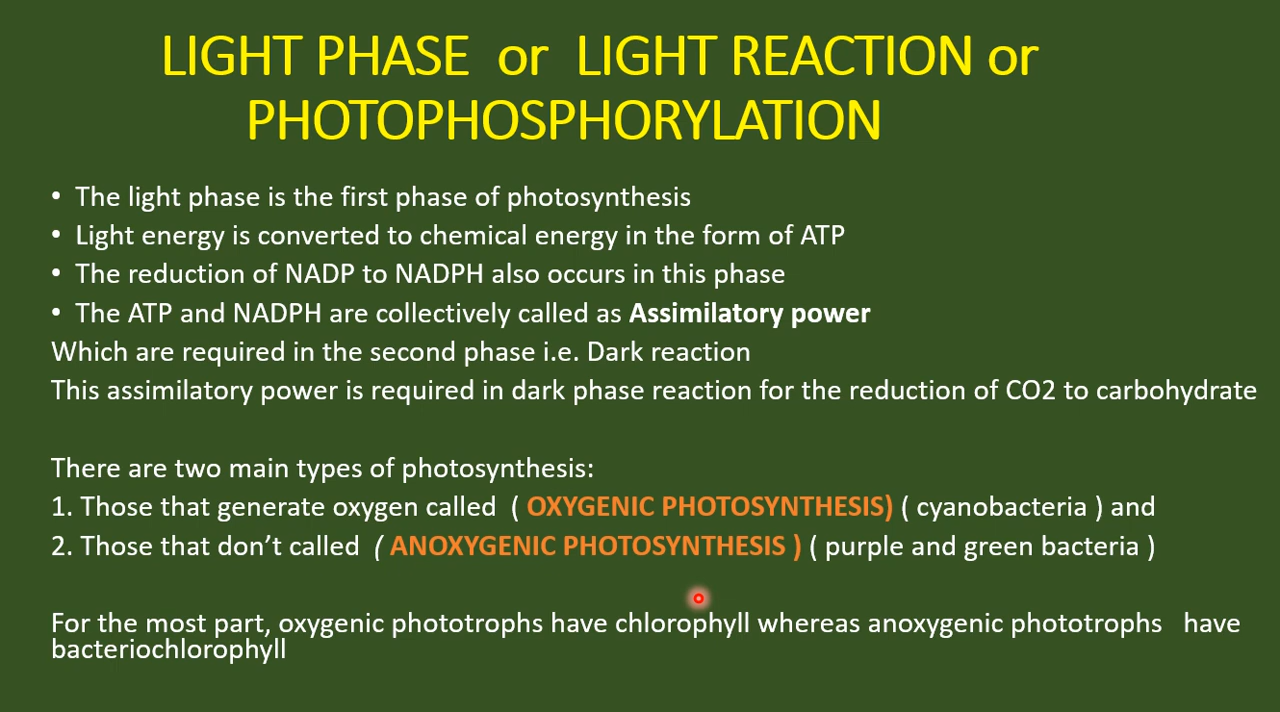 LIGHT PHASE or LIGHT REACTION or
PHOTOPHOSPHORYLATION
• The light phase is the first phase of photosynthesis
• Light energy is converted to chemical energy in the form of ATP
• The reduction of NADP to NADPH also occurs in this phase
• The ATP and NADPH are collectively called as Assimilatory power
Which are required in the second phase i.e. Dark reaction
This assimilatory power is required in dark phase reaction for the reduction of CO2 to carbohydrate
There are two main types of photosynthesis:
1. Those that generate oxygen called ( OXYGENIC PHOTOSYNTHESIS) ( cyanobacteria ) and
2. Those that don’t called ( ANOXYGENIC PHOTOSYNTHESIS ) ( purple and green bacteria )
For the most part, oxygenic phototrophs have chlorophyll whereas anoxygenic phototrophs have
bacteriochlorophyll